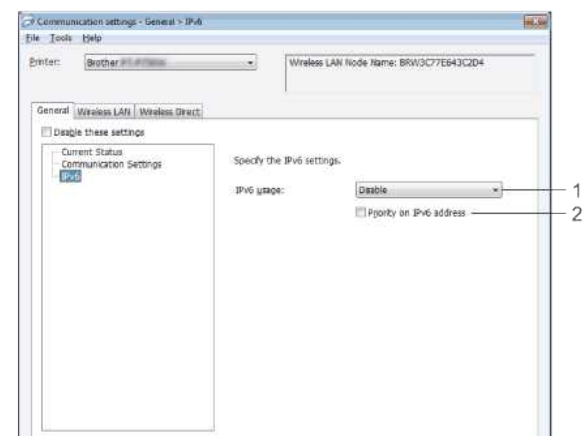 Communication settings - General > IPv6
File Tools Help
Printer: Brother
Wireless LAN Node Name: BRW3C77E643C2D4
General Wireless LAN Wireless Direct
Disable these settings
Current Status
Communication Settings
IPv6
Specify the IPv6 settings.
IPv6 usage: Disable 1
Priority on IPv6 address 2